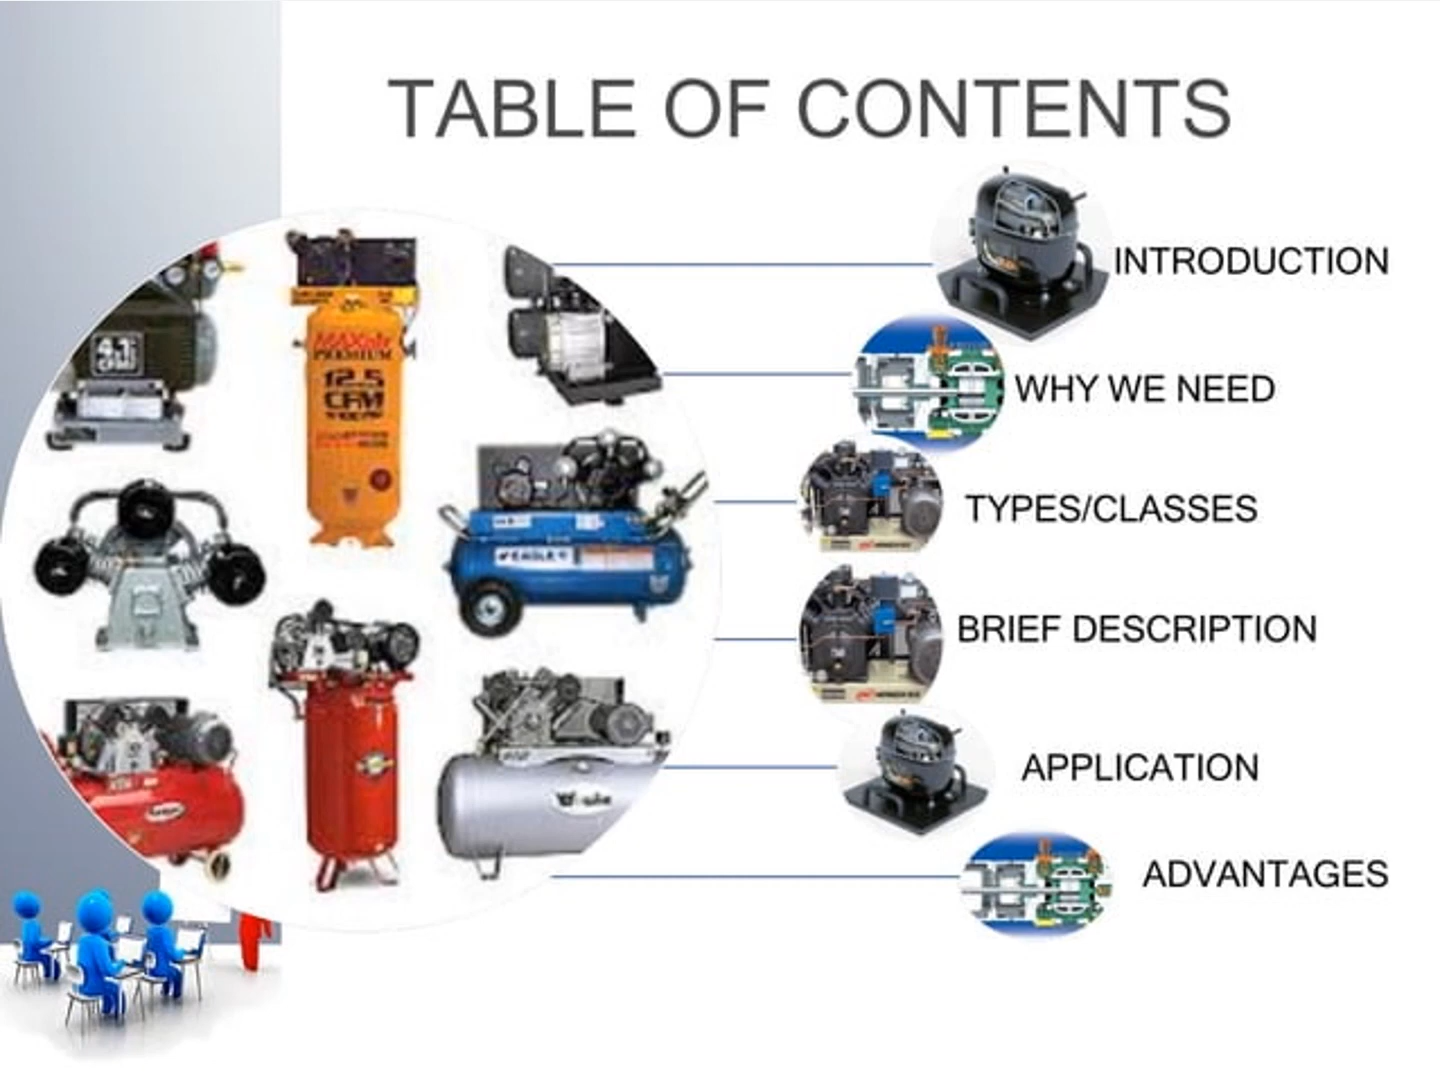 TABLE OF CONTENTS
INTRODUCTION
WHY WE NEED
TYPES/CLASSES
BRIEF DESCRIPTION
APPLICATION
ADVANTAGES
4.1
CFM
MAXair
PREMIUM
12.5
CFM
EAGLE